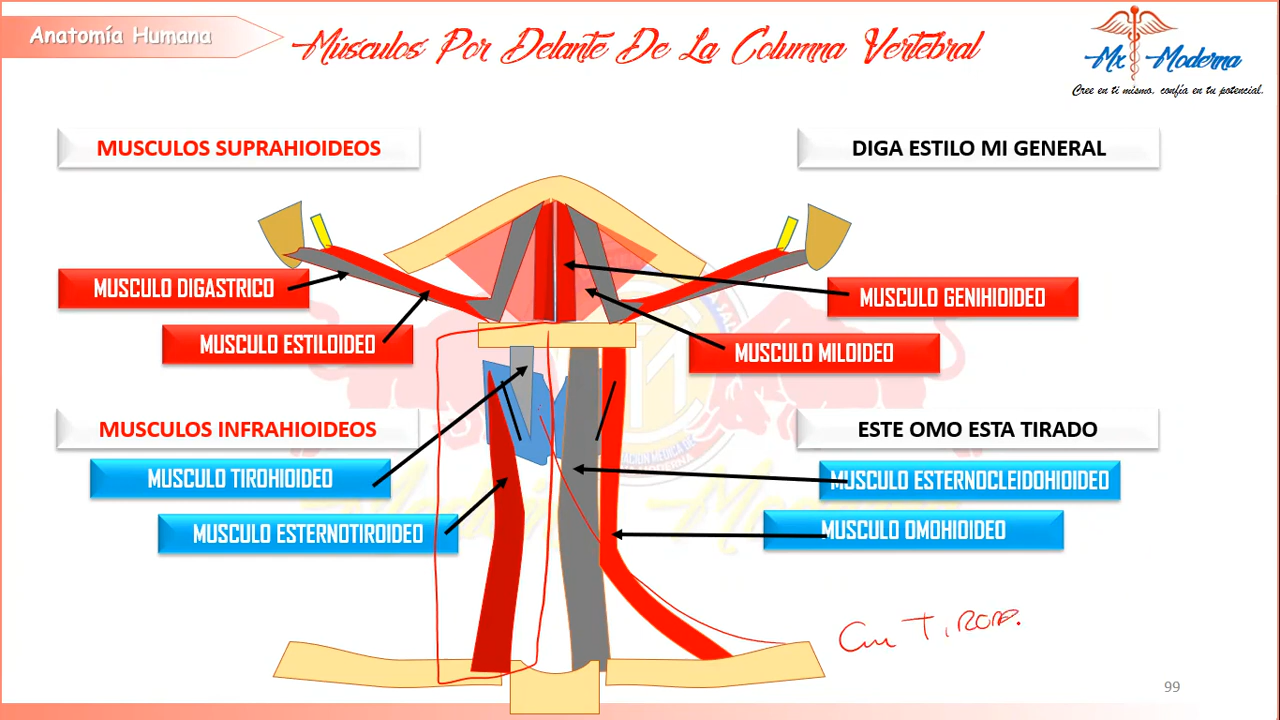 Anatomía Humana
Músculos Por Delante De La Columna Vertebral
Mx Moderna
Cree en ti mismo, confía en tu potencial.
MUSCULOS SUPRAHIOIDEOS
DIGA ESTILO MI GENERAL
MUSCULO DIGASTRICO
MUSCULO GENIHIOIDEO
MUSCULO ESTILOIDEO
MUSCULO MILOIDEO
MUSCULOS INFRAHIOIDEOS
ESTE OMO ESTA TIRADO
MUSCULO TIROHIOIDEO
MUSCULO ESTERNOCLEIDOHIOIDEO
MUSCULO ESTERNOTIROIDEO
MUSCULO OMOHIOIDEO
99